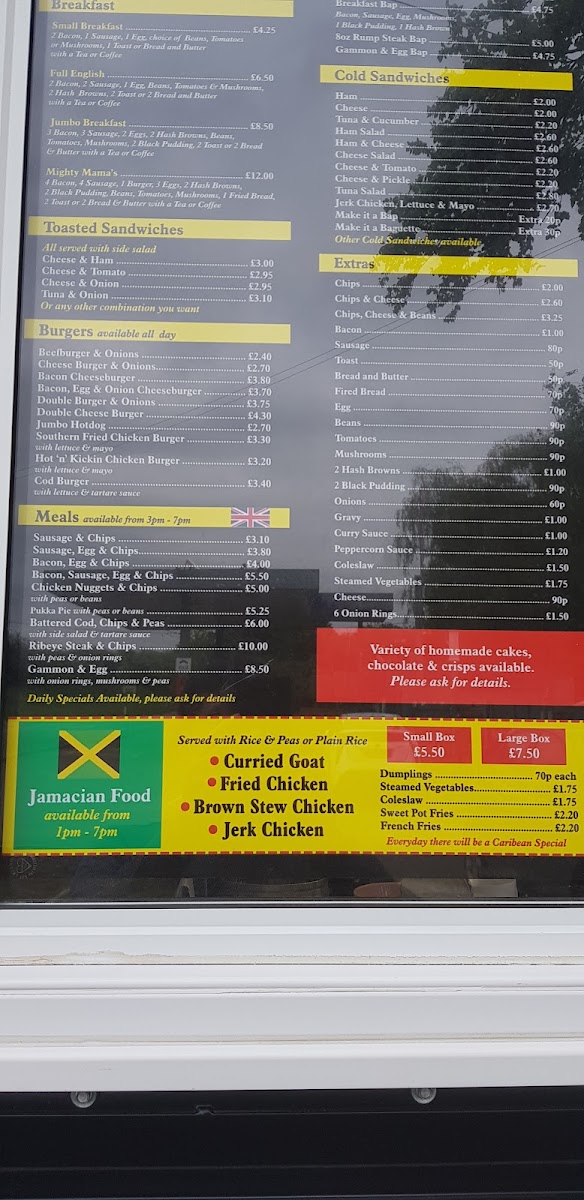 Breakfast
Small Breakfast £4.25
2 Bacon, 1 Sausage, 1 Egg, choice of Beans, Tomatoes
or Mushrooms, 1 Toast or Bread and Butter
with a Tea or Coffee
Full English £6.50
2 Bacon, 2 Sausage, 1 Egg, Beans, Tomatoes & Mushrooms,
2 Hash Browns, 2 Toast or 2 Bread and Butter
with a Tea or Coffee
Jumbo Breakfast £8.50
3 Bacon, 3 Sausage, 2 Eggs, 2 Hash Browns, Beans,
Tomatoes, Mushrooms, 2 Black Pudding, 2 Toast or 2 Bread
& Butter with a Tea or Coffee
Mighty Mama's £12.00
4 Bacon, 4 Sausage, 1 Burger, 3 Eggs, 2 Hash Browns,
2 Black Pudding, Beans, Tomatoes, Mushrooms, 1 Fried Bread,
2 Toast or 2 Bread & Butter with a Tea or Coffee
Toasted Sandwiches
All served with side salad
Cheese & Ham £3.00
Cheese & Tomato £2.95
Cheese & Onion £2.95
Tuna & Onion £3.10
Or any other combination you want
Burgers available all day
Beefburger & Onions £2.40
Cheese Burger & Onions £2.70
Bacon Cheeseburger £3.80
Bacon, Egg & Onion Cheeseburger £3.70
Double Burger & Onions £3.75
Double Cheese Burger £4.30
Jumbo Hotdog £2.70
Southern Fried Chicken Burger £3.30
with lettuce & mayo
Hot 'n' Kickin Chicken Burger £3.20
with lettuce & mayo
Cod Burger £3.40
with lettuce & tartare sauce
Meals available from 3pm - 7pm
Sausage & Chips £3.10
Sausage, Egg & Chips £3.80
Bacon, Egg & Chips £4.00
Bacon, Sausage, Egg & Chips £5.50
Chicken Nuggets & Chips £5.00
with peas or beans
Pukka Pie with peas or beans £5.25
Battered Cod, Chips & Peas £6.00
with side salad & tartare sauce
Ribeye Steak & Chips £10.00
with peas & onion rings
Gammon & Egg £8.50
with onion rings, mushrooms & peas
Daily Specials Available, please ask for details
Breakfast Bap £4.75
Bacon, Sausage, Egg, Mushrooms,
1 Black Pudding, 1 Hash Brown
8oz Rump Steak Bap £5.00
Gammon & Egg Bap £4.75
Cold Sandwiches
Ham £2.00
Cheese £2.00
Tuna & Cucumber £2.20
Ham Salad £2.60
Ham & Cheese £2.60
Cheese Salad £2.60
Cheese & Tomato £2.20
Cheese & Pickle £2.20
Tuna Salad £2.80
Jerk Chicken, Lettuce & Mayo £2.70
Make it a Bap Extra 20p
Make it a Baguette Extra 30p
Other Cold Sandwiches available
Extras
Chips £2.00
Chips & Cheese £2.60
Chips, Cheese & Beans £3.25
Bacon £1.00
Sausage 80p
Toast 50p
Bread and Butter 50p
Fired Bread 70p
Egg 70p
Beans 90p
Tomatoes 90p
Mushrooms 90p
2 Hash Browns £1.00
2 Black Pudding 90p
Onions 60p
Gravy £1.00
Curry Sauce £1.00
Peppercorn Sauce £1.20
Coleslaw £1.50
Steamed Vegetables £1.75
Cheese 90p
6 Onion Rings £1.50
Variety of homemade cakes,
chocolate & crisps available.
Please ask for details.
Jamacian Food
available from
1pm - 7pm
Served with Rice & Peas or Plain Rice
• Curried Goat
• Fried Chicken
• Brown Stew Chicken
• Jerk Chicken
Small Box
£5.50
Large Box
£7.50
Dumplings 70p each
Steamed Vegetables £1.75
Coleslaw £1.75
Sweet Pot Fries £2.20
French Fries £2.20
Everyday there will be a Caribean Special